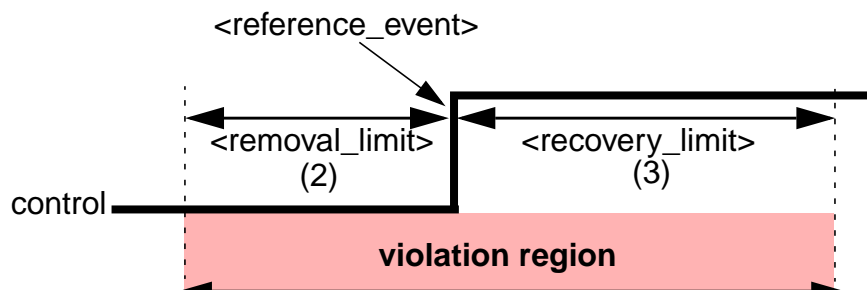 <reference_event>
<removal_limit> <recovery_limit>
(2) (3)
control
violation region